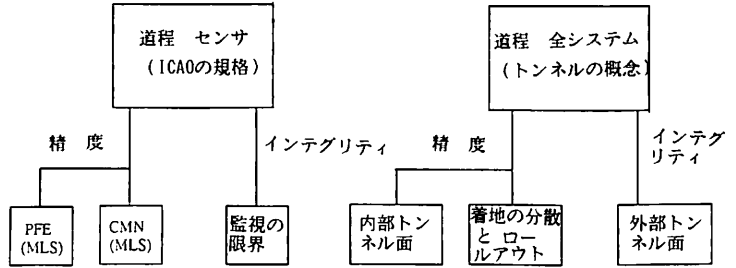 道程 センサ
(ICAOの規格)
道程 全システム
(トンネルの概念)
精 度
インテグリティ
精 度
インテグ
リティ
PFE
(MLS)
CMN
(MLS)
監視の
限界
内部トン
ネル面
着地の分散
と ロー
ルアウト
外部トン
ネル面